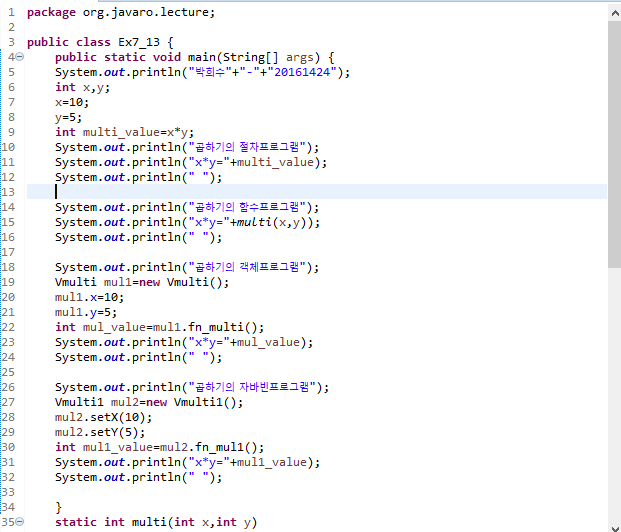 1 package org.javaro.lecture;
2
3 public class Ex7_13 {
4 public static void main(String[] args) {
5 System.out.println("박희수"+"-"+"20161424");
6 int x,y;
7 x=10;
8 y=5;
9 int multi_value=x*y;
10 System.out.println("곱하기의 절차프로그램");
11 System.out.println("x*y="+multi_value);
12 System.out.println(" ");
13
14 System.out.println("곱하기의 함수프로그램");
15 System.out.println("x*y="+multi(x,y));
16 System.out.println(" ");
17
18 System.out.println("곱하기의 객체프로그램");
19 Vmulti mul1=new Vmulti();
20 mul1.x=10;
21 mul1.y=5;
22 int mul_value=mul1.fn_multi();
23 System.out.println("x*y="+mul_value);
24 System.out.println(" ");
25
26 System.out.println("곱하기의 자바빈프로그램");
27 Vmulti1 mul2=new Vmulti1();
28 mul2.setX(10);
29 mul2.setY(5);
30 int mul1_value=mul2.fn_mul1();
31 System.out.println("x*y="+mul1_value);
32 System.out.println(" ");
33
34 }
35 static int multi(int x,int y)